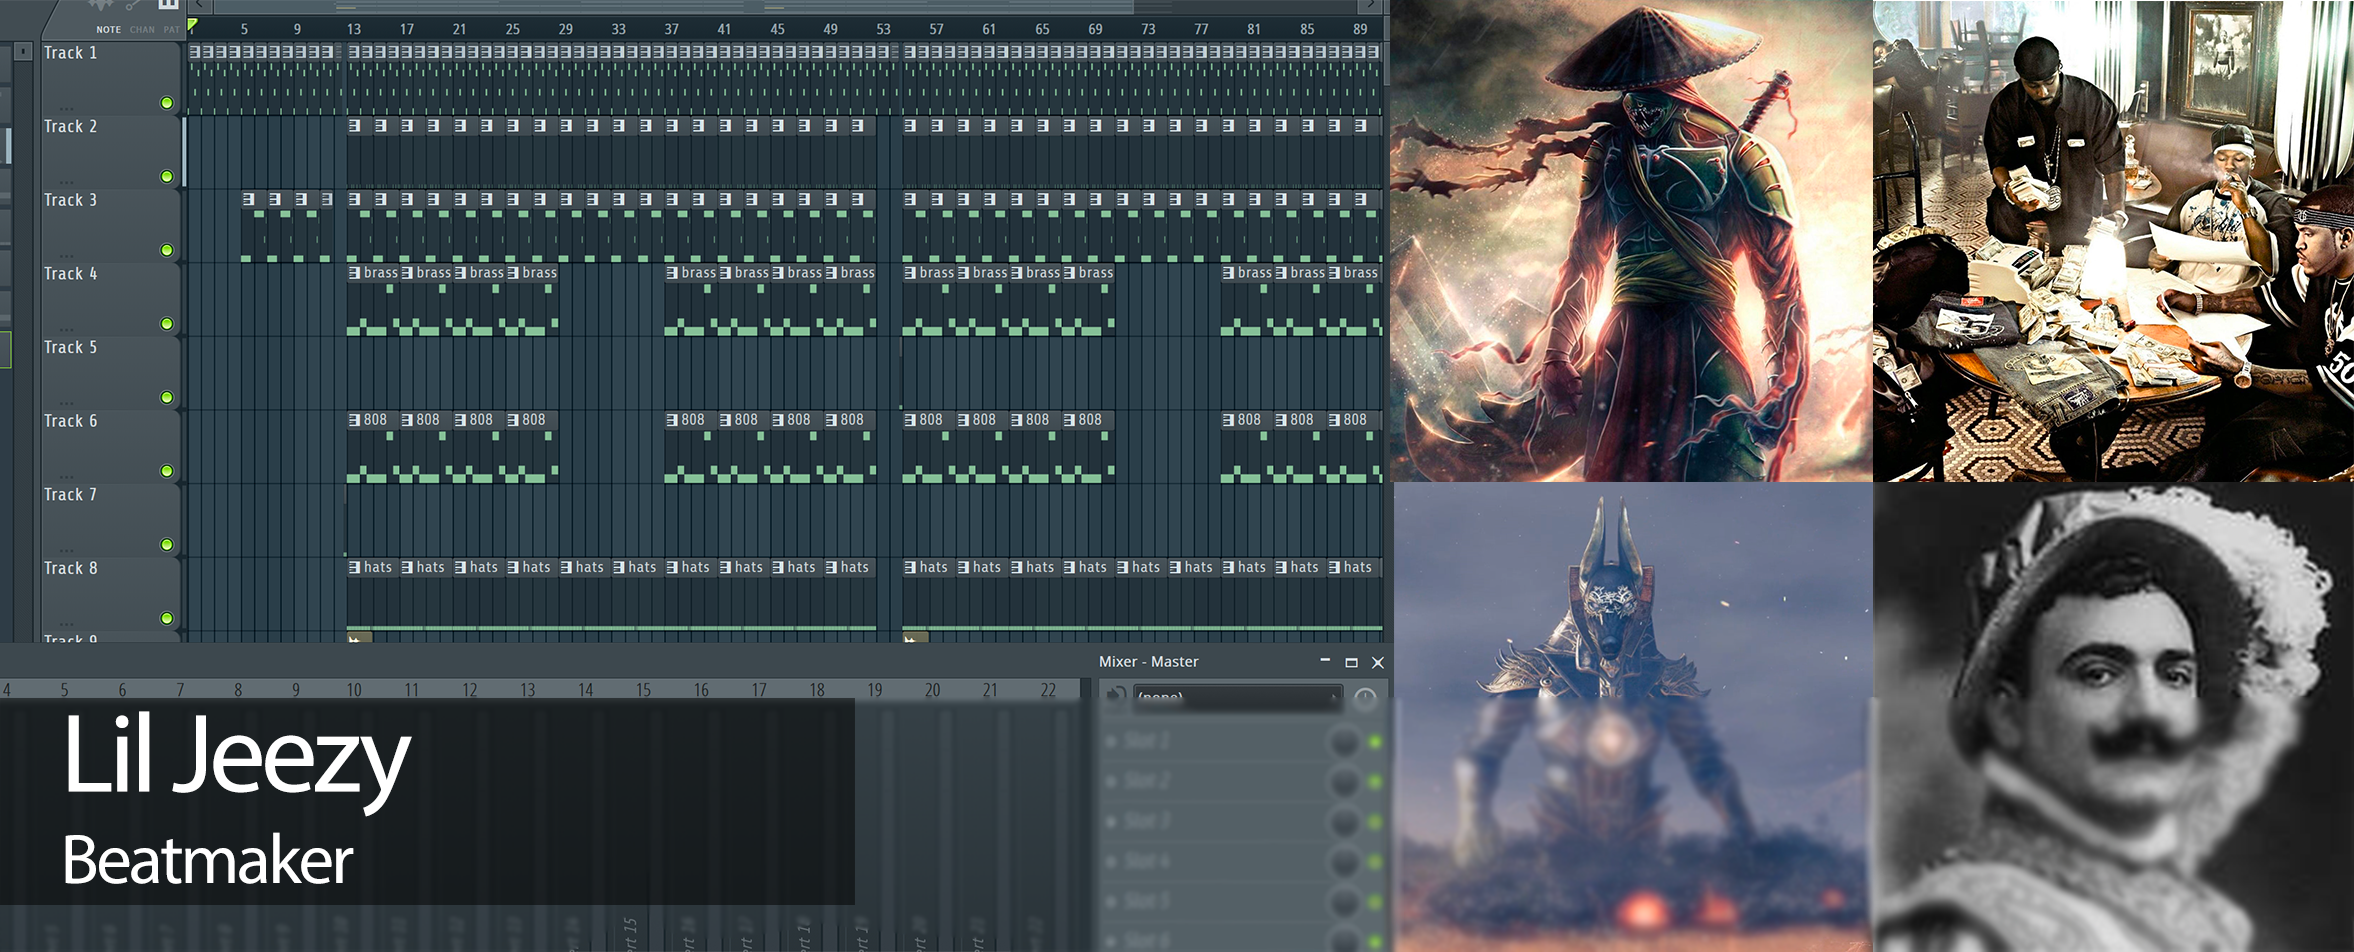 NOTE CHAN PAT
5 9 13 17 21 25 29 33 37 41 45 49 53 57 61 65 69 73 77 81 85 89
Track 1
Track 2
Track 3
Track 4
brass brass brass brass brass brass brass brass brass brass brass brass brass brass brass
Track 5
Track 6
808 808 808 808 808 808 808 808 808 808 808 808 808 808 808
Track 7
Track 8
hats hats hats hats hats hats hats hats hats hats hats hats hats hats hats hats hats hats hats
Track 9
Mixer - Master
4 5 6 7 8 9 10 11 12 13 14 15 16 17 18 19 20 21 22
(none)
Slot 1
Slot 2
Slot 3
Slot 4
Slot 5
Slot 6
Lil Jeezy
Beatmaker
50